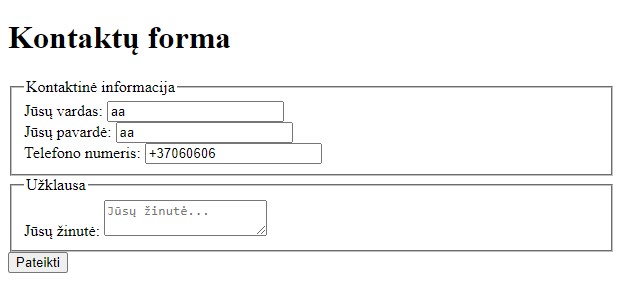 Kontaktų forma
Kontaktinė informacija
Jūsų vardas: aa
Jūsų pavardė: aa
Telefono numeris: +37060606
Užklausa
Jūsų žinutė: Jūsų žinutė...
Pateikti